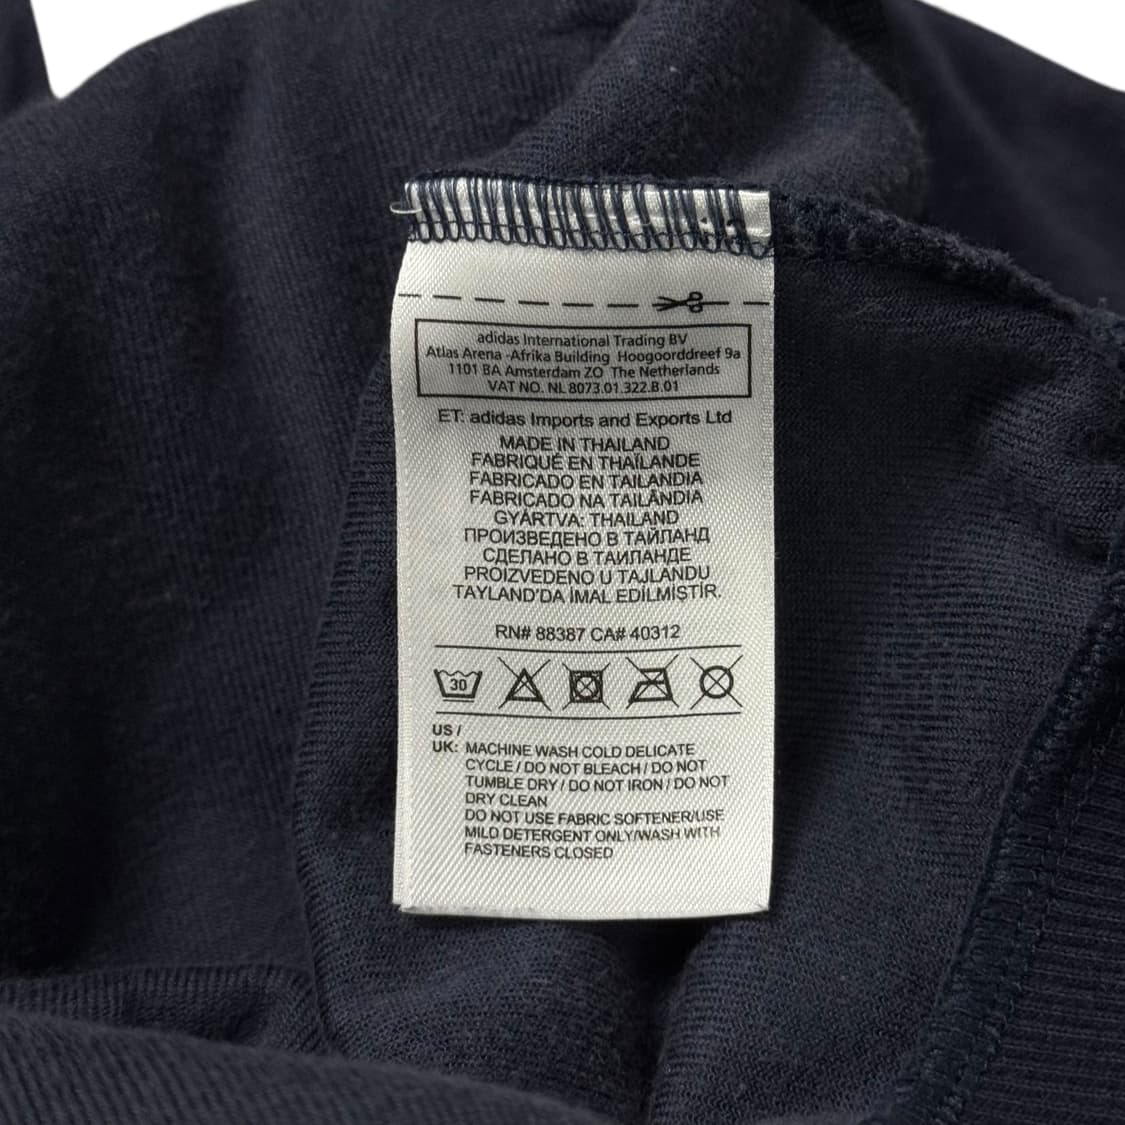 adidas International Trading BV
Atlas Arena -Afrika Building Hoogoorddreef 9a
1101 BA Amsterdam ZO The Netherlands
VAT NO. NL 8073.01.322.B.01
ET: adidas Imports and Exports Ltd
MADE IN THAILAND
FABRIQUÉ EN THAÏLANDE
FABRICADO EN TAILANDIA
FABRICADO NA TAILÂNDIA
GYÁRTVA: THAILAND
ПРОИЗВЕДЕНО В ТАЙЛАНД
СДЕЛАНО В ТАИЛАНДЕ
PROIZVEDENO U TAJLANDU
TAYLAND'DA İMAL EDİLMİŞTİR.
RN# 88387 CA# 40312
30
US /
UK: MACHINE WASH COLD DELICATE
CYCLE / DO NOT BLEACH / DO NOT
TUMBLE DRY / DO NOT IRON / DO NOT
DRY CLEAN
DO NOT USE FABRIC SOFTENER/USE
MILD DETERGENT ONLY/WASH WITH
FASTENERS CLOSED